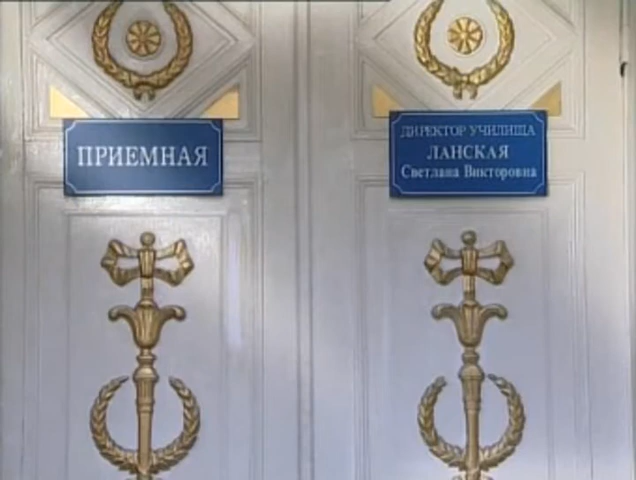 ПРИЕМНАЯ
ДИРЕКТОР УЧИЛИЩА
ЛАНСКАЯ
Светлана Викторовна